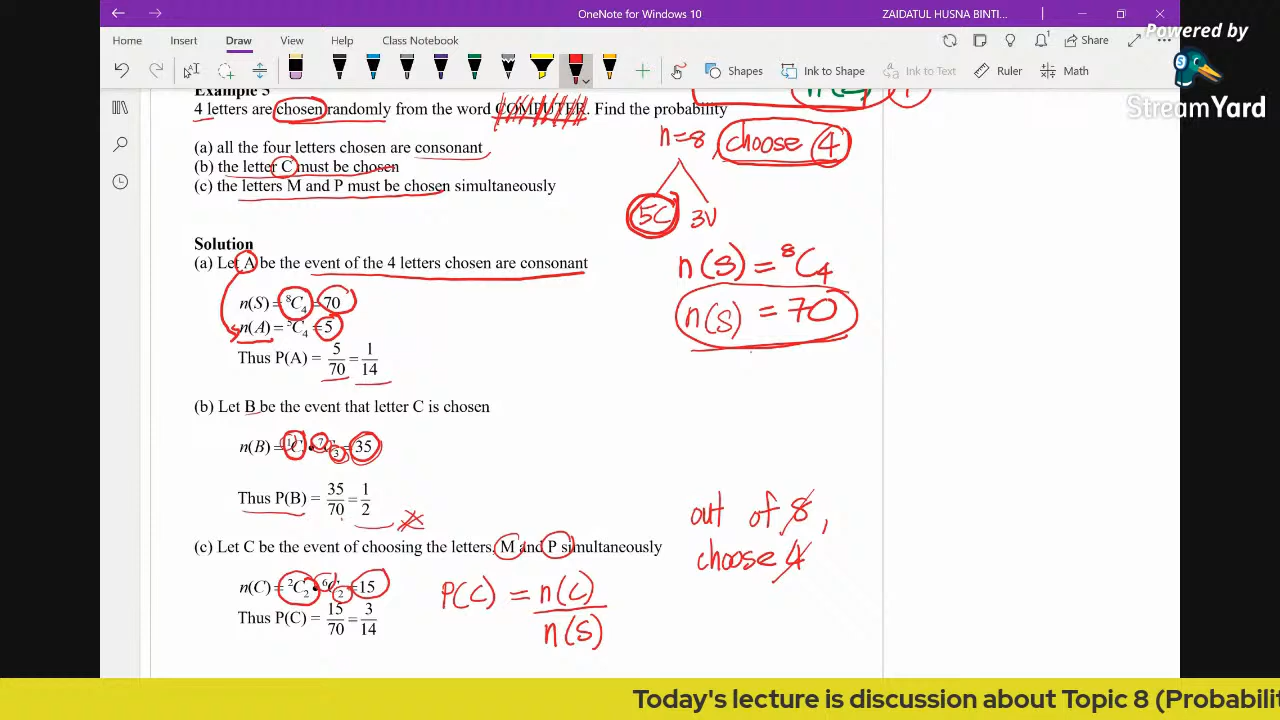 OneNote for Windows 10
ZAIDATUL HUSNA BINTI...
Powered by
StreamYard
Home Insert Draw View Help Class Notebook
Share
Shapes Ink to Shape Ink to Text Ruler Math
Example 5
4 letters are chosen randomly from the word COMPUTER. Find the probability
(a) all the four letters chosen are consonant
(b) the letter C must be chosen
(c) the letters M and P must be chosen simultaneously
n=8, choose 4
5C 3V
n(S) = ⁸C₄
n(S) = 70
Solution
(a) Let A be the event of the 4 letters chosen are consonant
n(S) = ⁸C₄ = 70
n(A) = ⁵C₄ = 5
Thus P(A) = 5/70 = 1/14
(b) Let B be the event that letter C is chosen
n(B) = ¹C • ⁷C₃ = 35
Thus P(B) = 35/70 = 1/2
out of 8,
choose 4
(c) Let C be the event of choosing the letters M and P simultaneously
n(C) = ²C₂ • ⁶C₂ = 15
Thus P(C) = 15/70 = 3/14
P(C) = n(C)/n(S)
Today's lecture is discussion about Topic 8 (Probabilit